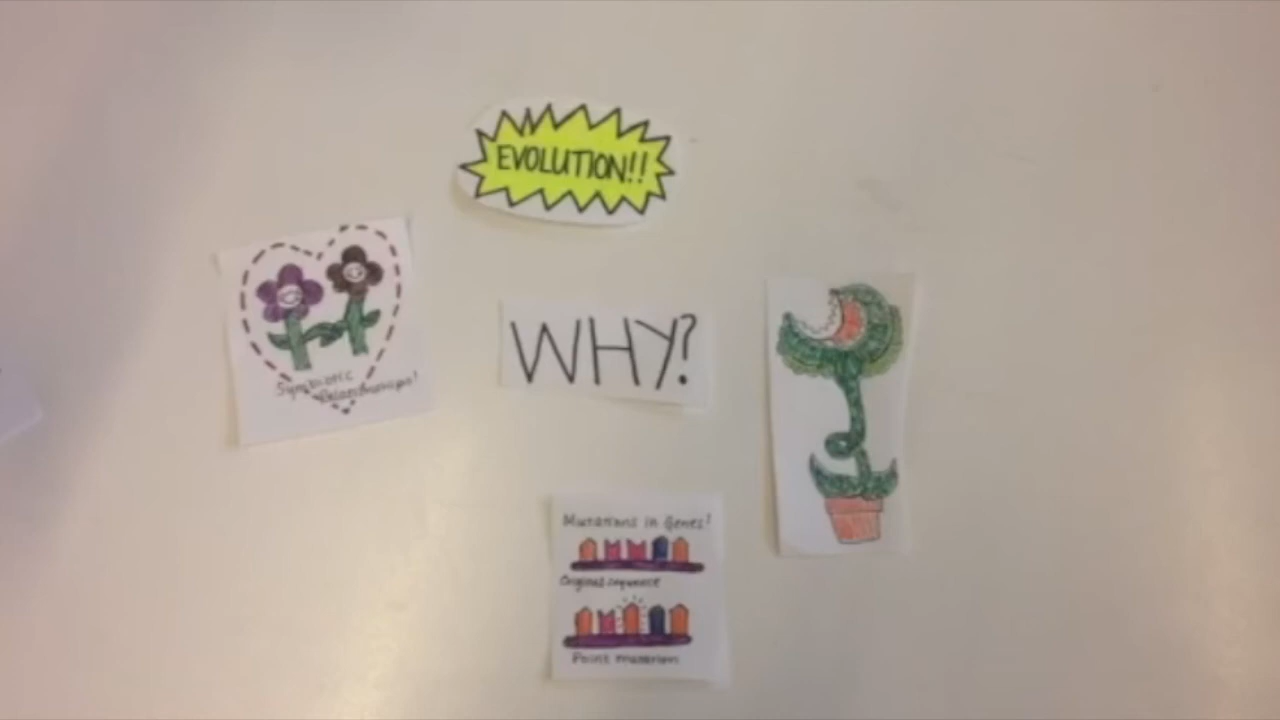 EVOLUTION!!
Symbiotic
Relationships!
WHY?
Mutations in Genes!
Original sequence
Point mutation